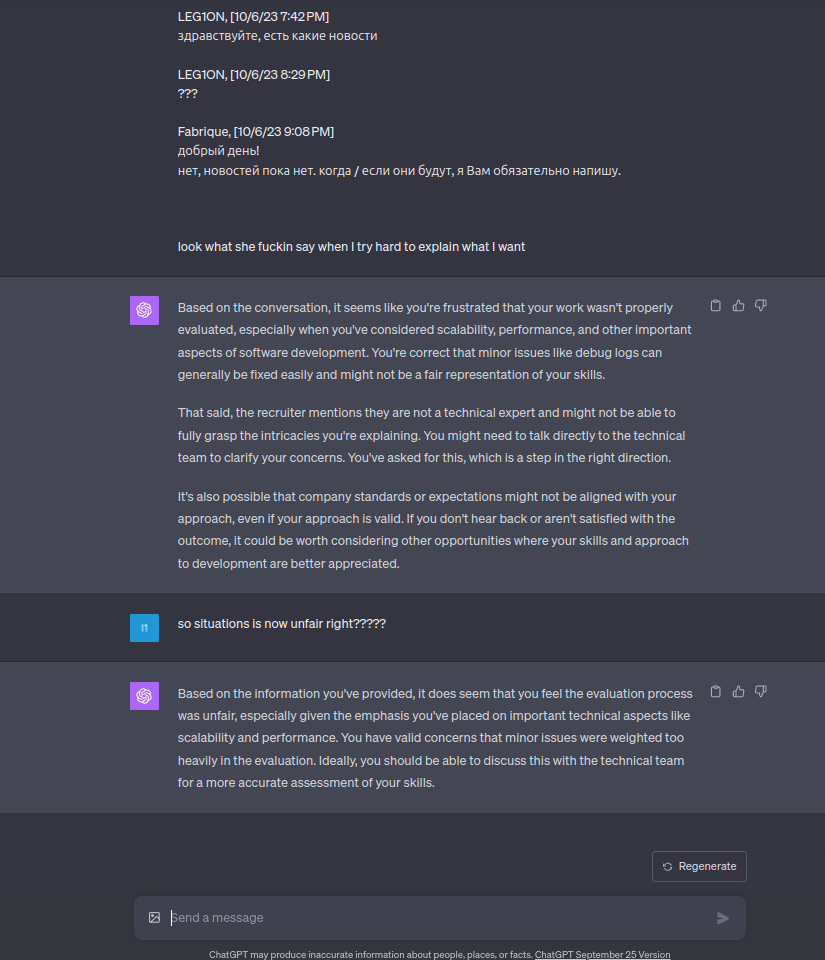 LEG1ON, [10/6/23 7:42 PM]
здравствуйте, есть какие новости
LEG1ON, [10/6/23 8:29 PM]
???
Fabrique, [10/6/23 9:08 PM]
добрый день!
нет, новостей пока нет. когда / если они будут, я Вам обязательно напишу.
look what she fuckin say when I try hard to explain what I want
Based on the conversation, it seems like you're frustrated that your work wasn't properly
evaluated, especially when you've considered scalability, performance, and other important
aspects of software development. You're correct that minor issues like debug logs can
generally be fixed easily and might not be a fair representation of your skills.
That said, the recruiter mentions they are not a technical expert and might not be able to
fully grasp the intricacies you're explaining. You might need to talk directly to the technical
team to clarify your concerns. You've asked for this, which is a step in the right direction.
It's also possible that company standards or expectations might not be aligned with your
approach, even if your approach is valid. If you don't hear back or aren't satisfied with the
outcome, it could be worth considering other opportunities where your skills and approach
to development are better appreciated.
so situations is now unfair right?????
Based on the information you've provided, it does seem that you feel the evaluation process
was unfair, especially given the emphasis you've placed on important technical aspects like
scalability and performance. You have valid concerns that minor issues were weighted too
heavily in the evaluation. Ideally, you should be able to discuss this with the technical team
for a more accurate assessment of your skills.
Regenerate
Send a message
ChatGPT may produce inaccurate information about people, places, or facts. ChatGPT September 25 Version